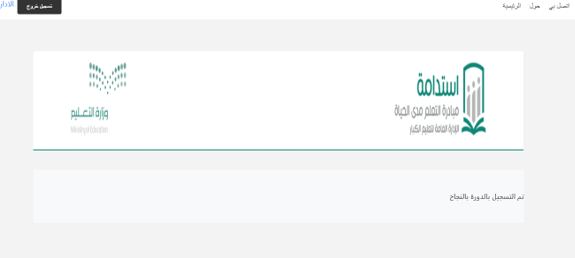 اتصل بي حول الرئيسية
تسجيل خروج
الادار
استدامة
مبادرة التعلم مدى الحياة
الإدارة العامة لتعليم الكبار
وزارة التعليم
Ministry of Education
تم التسجيل بالدورة بالنجاح